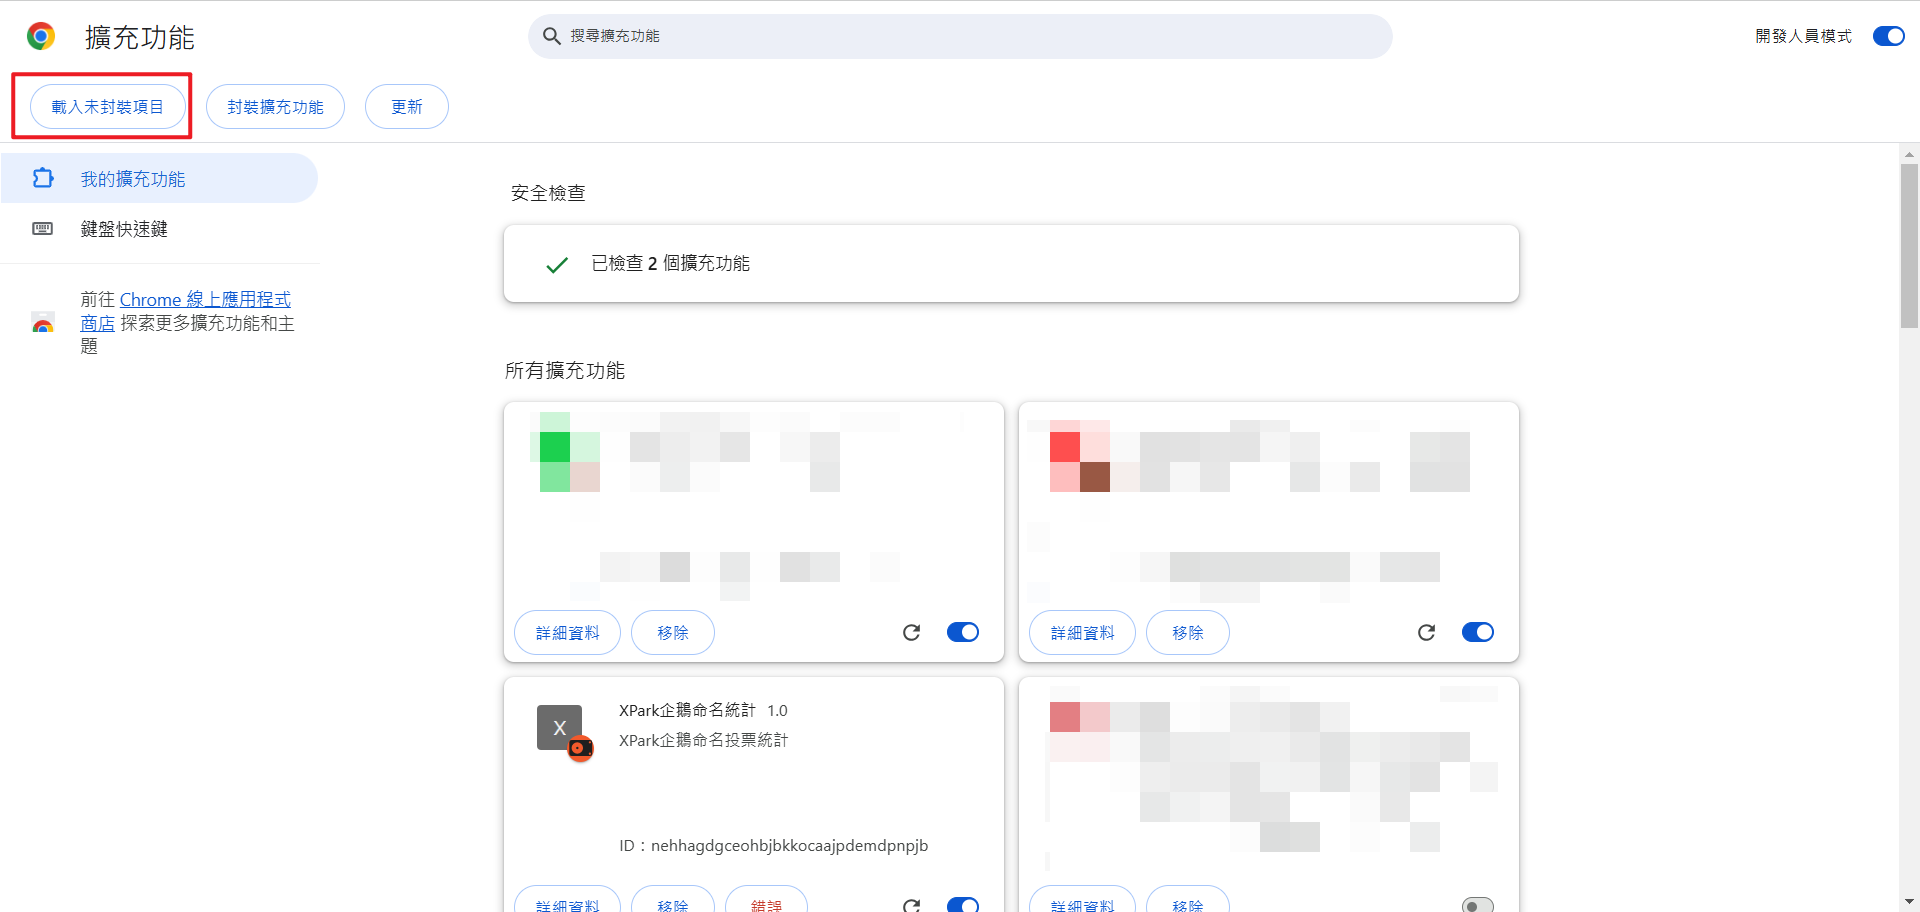 擴充功能
搜尋擴充功能
開發人員模式
載入未封裝項目
封裝擴充功能
更新
我的擴充功能
鍵盤快速鍵
前往 Chrome 線上應用程式
商店 探索更多擴充功能和主
題
安全檢查
已檢查 2 個擴充功能
所有擴充功能
詳細資料
移除
詳細資料
移除
X
XPark企鵝命名統計 1.0
XPark企鵝命名投票統計
ID：nehhagdgceohbjbkkocaajpdemdpnpjb
詳細資料
移除
錯誤
詳細資料
移除